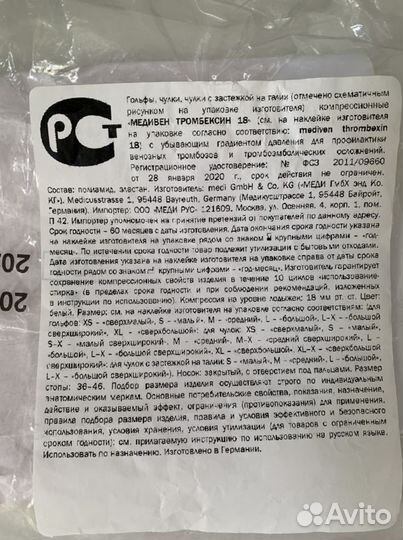 Гольфы, чулки, чулки с застежкой на талии (отмечено схематичным
рисунком на упаковке изготовителя) компрессионные
«МЕДИВЕН ТРОМБЕКСИН 18» (см. на наклейке изготовителя
на упаковке согласно соответствию: mediven thrombexin
18) с убывающим градиентом давления для профилактики
венозных тромбозов и тромбоэмболических осложнений.
Регистрационное удостоверение: № ФСЗ 2011/09660
от 28 января 2020 г., срок действия не ограничен.
Состав: полиамид, эластан. Изготовитель: medi GmbH & Co. KG («МЕДИ ГмбХ энд Ко.
КГ»), Medicusstrasse 1, 95448 Bayreuth, Germany (Медикусштрассе 1, 95448 Байройт,
Германия). Импортер: ООО «МЕДИ РУС» 121609, Москва, ул. Осенняя, 4, корп. 1, пом.
П 42. Импортер уполномочен на принятие претензий от покупателей по данному адресу.
Срок годности – 60 месяцев с даты изготовления. Дата окончания срока годности указана
на наклейке изготовителя на упаковке рядом со знаком крупными цифрами – «год-
месяц». По истечении срока годности товар подлежит утилизации с бытовыми отходами.
Дата изготовления указана на наклейке изготовителя на упаковке справа от даты срока
годности рядом со знаком крупными цифрами – «год-месяц». Изготовитель гарантирует
сохранение компрессионных свойств изделия в течение 10 циклов «использование-
стирка» (в пределах срока годности и при соблюдении рекомендаций, изложенных
в инструкции по использованию). Компрессия на уровне лодыжек: 18 мм рт. ст. Цвет:
белый. Размер: см. на наклейке изготовителя на упаковке согласно соответствиям: (для
гольфов: XS – «сверхмалый», S – «малый», M – «средний», L – «большой», L-X – «большой
сверхширокий», XL – «сверхбольшой»; для чулок: XS – «сверхмалый», S – «малый»,
S-X – «малый сверхширокий», M – «средний», M-X – «средний сверхширокий», L –
«большой», L-X – «большой сверхширокий», XL – «сверхбольшой», XL-X – «сверхбольшой
сверхширокий»; для чулок с застежкой на талии: S – «малый», M – «средний», L – «большой»,
L-X – «большой сверхширокий»). Носок: закрытый, с отверстием под пальцами. Размер
стопы: 36–46. Подбор размера изделия осуществляют строго по индивидуальным
анатомическим меркам. Основные потребительские свойства, показания, назначение,
действие и оказываемый эффект, ограничения (противопоказания) для применения,
правила подбора размера изделия, правила и условия эффективного и безопасного
использования, условия хранения, условия утилизации (для товаров с ограниченным
сроком годности): см. прилагаемую инструкцию по использованию на русском языке.
Использовать по назначению. Изготовлено в Германии.
РСТ
20
20
Avito